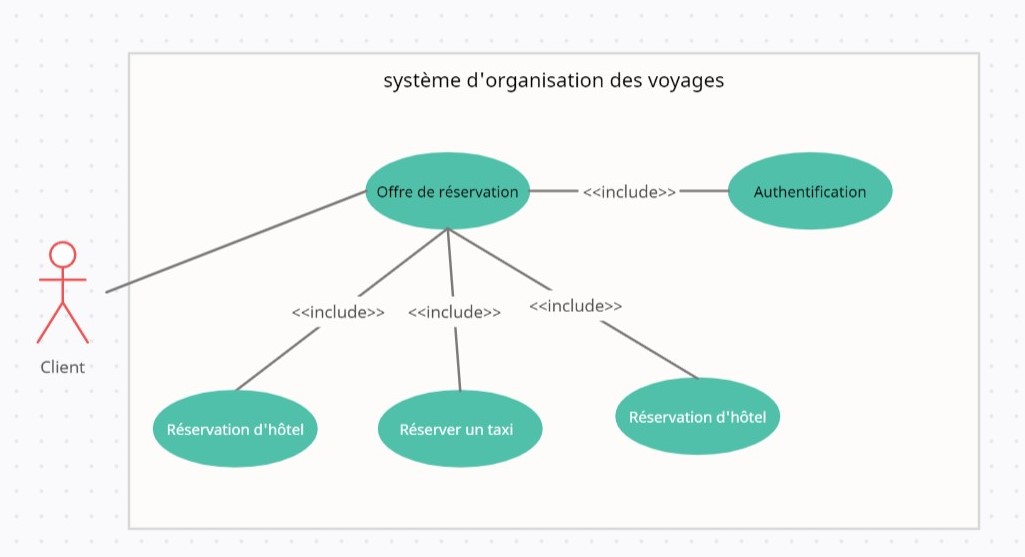 système d'organisation des voyages
Offre de réservation
<<include>>
Authentification
<<include>>
<<include>>
<<include>>
Client
Réservation d'hôtel
Réserver un taxi
Réservation d'hôtel